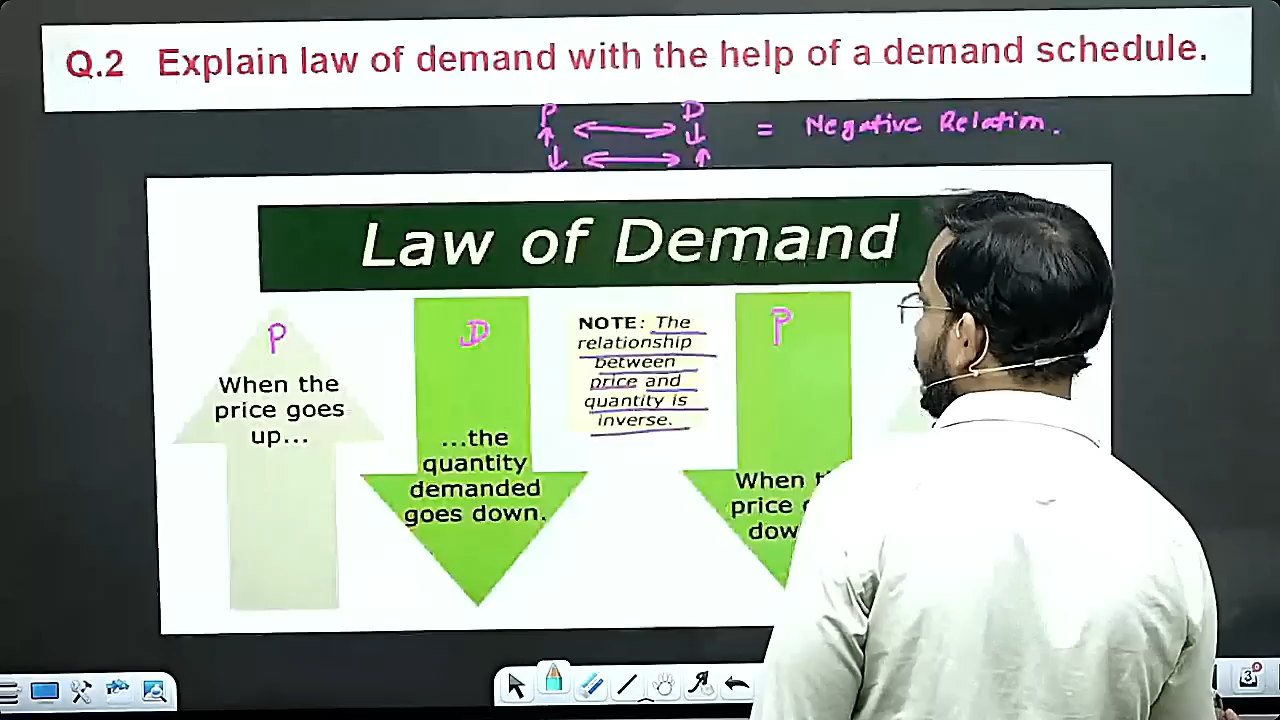 Q.2 Explain law of demand with the help of a demand schedule.
P D = Negative Relation.
Law of Demand
P
When the
price goes
up...
D
...the
quantity
demanded
goes down.
NOTE: The
relationship
between
price and
quantity is
inverse.
P
When
price
3